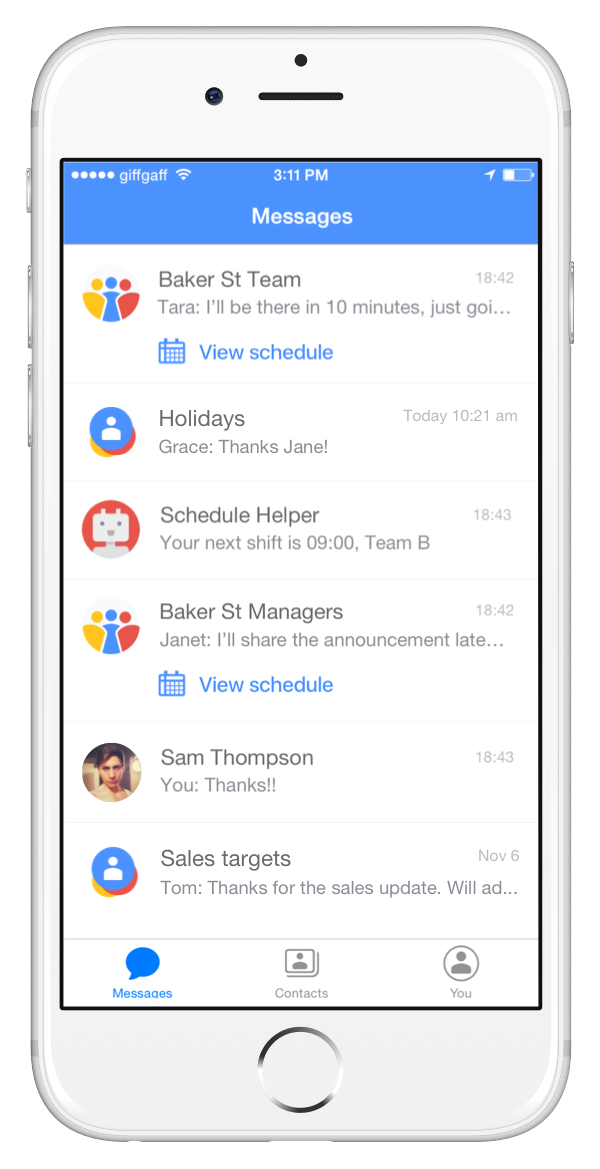 giffgaff 3:11 PM
Messages
Baker St Team 18:42
Tara: I'll be there in 10 minutes, just goi...
View schedule
Holidays Today 10:21 am
Grace: Thanks Jane!
Schedule Helper 18:43
Your next shift is 09:00, Team B
Baker St Managers 18:42
Janet: I'll share the announcement late...
View schedule
Sam Thompson 18:43
You: Thanks!!
Sales targets Nov 6
Tom: Thanks for the sales update. Will ad...
Messages Contacts You